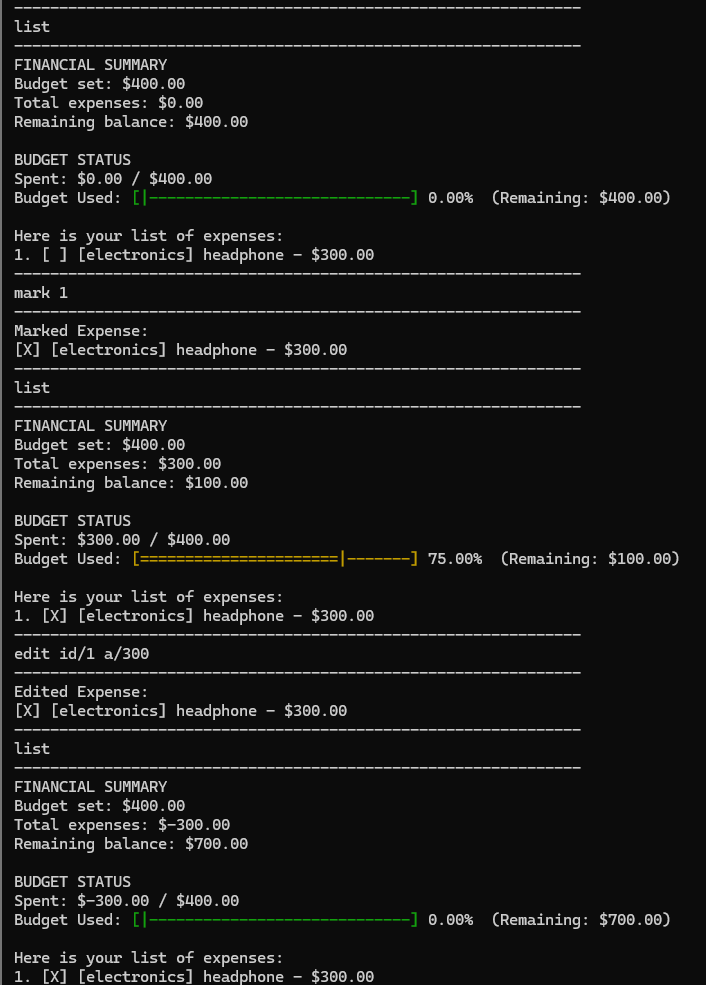 ------------------------------------------------------------
list
------------------------------------------------------------
FINANCIAL SUMMARY
Budget set: $400.00
Total expenses: $0.00
Remaining balance: $400.00
BUDGET STATUS
Spent: $0.00 / $400.00
Budget Used: [|-----------------------------] 0.00%  (Remaining: $400.00)
Here is your list of expenses:
1. [ ] [electronics] headphone - $300.00
------------------------------------------------------------
mark 1
------------------------------------------------------------
Marked Expense:
[X] [electronics] headphone - $300.00
------------------------------------------------------------
list
------------------------------------------------------------
FINANCIAL SUMMARY
Budget set: $400.00
Total expenses: $300.00
Remaining balance: $100.00
BUDGET STATUS
Spent: $300.00 / $400.00
Budget Used: [======================|-------] 75.00%  (Remaining: $100.00)
Here is your list of expenses:
1. [X] [electronics] headphone - $300.00
------------------------------------------------------------
edit id/1 a/300
------------------------------------------------------------
Edited Expense:
[X] [electronics] headphone - $300.00
------------------------------------------------------------
list
------------------------------------------------------------
FINANCIAL SUMMARY
Budget set: $400.00
Total expenses: $-300.00
Remaining balance: $700.00
BUDGET STATUS
Spent: $-300.00 / $400.00
Budget Used: [|-----------------------------] 0.00%  (Remaining: $700.00)
Here is your list of expenses:
1. [X] [electronics] headphone - $300.00